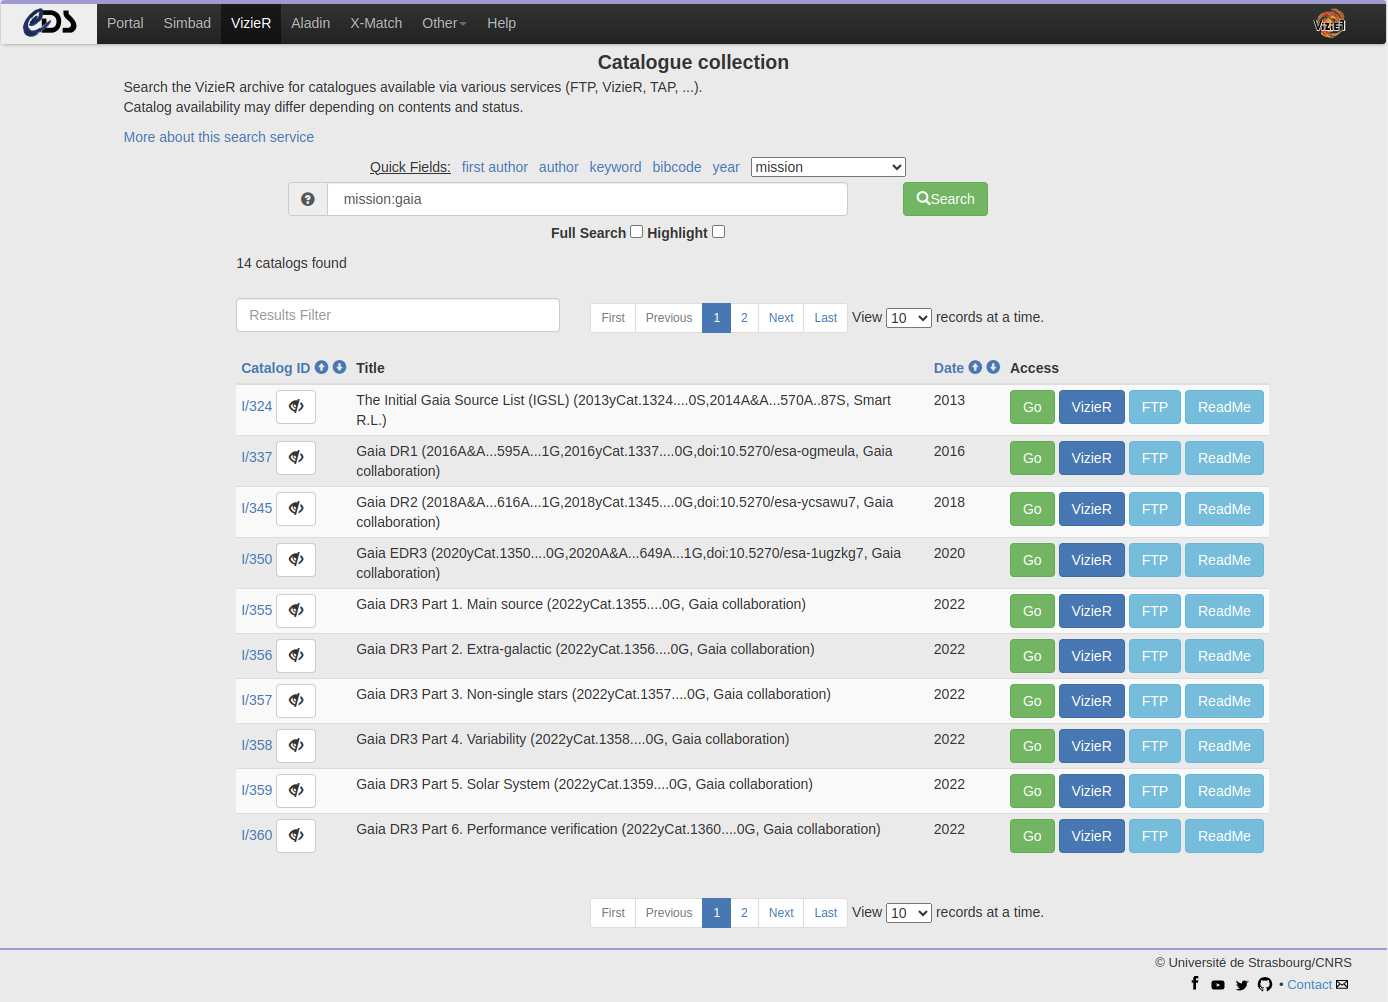 CDS Portal Simbad VizieR Aladin X-Match Other Help VizieR
Catalogue collection
Search the VizieR archive for catalogues available via various services (FTP, VizieR, TAP, ...).
Catalog availability may differ depending on contents and status.
More about this search service
Quick Fields: first author author keyword bibcode year mission
mission:gaia Search
Full Search Highlight
14 catalogs found
Results Filter First Previous 1 2 Next Last View 10 records at a time.
Catalog ID Title Date Access
I/324 The Initial Gaia Source List (IGSL) (2013yCat.1324....0S,2014A&A...570A..87S, Smart 2013 Go VizieR FTP ReadMe
R.L.)
I/337 Gaia DR1 (2016A&A...595A...1G,2016yCat.1337....0G,doi:10.5270/esa-ogmeula, Gaia 2016 Go VizieR FTP ReadMe
collaboration)
I/345 Gaia DR2 (2018A&A...616A...1G,2018yCat.1345....0G,doi:10.5270/esa-ycsawu7, Gaia 2018 Go VizieR FTP ReadMe
collaboration)
I/350 Gaia EDR3 (2020yCat.1350....0G,2020A&A...649A...1G,doi:10.5270/esa-1ugzkg7, Gaia 2020 Go VizieR FTP ReadMe
collaboration)
I/355 Gaia DR3 Part 1. Main source (2022yCat.1355....0G, Gaia collaboration) 2022 Go VizieR FTP ReadMe
I/356 Gaia DR3 Part 2. Extra-galactic (2022yCat.1356....0G, Gaia collaboration) 2022 Go VizieR FTP ReadMe
I/357 Gaia DR3 Part 3. Non-single stars (2022yCat.1357....0G, Gaia collaboration) 2022 Go VizieR FTP ReadMe
I/358 Gaia DR3 Part 4. Variability (2022yCat.1358....0G, Gaia collaboration) 2022 Go VizieR FTP ReadMe
I/359 Gaia DR3 Part 5. Solar System (2022yCat.1359....0G, Gaia collaboration) 2022 Go VizieR FTP ReadMe
I/360 Gaia DR3 Part 6. Performance verification (2022yCat.1360....0G, Gaia collaboration) 2022 Go VizieR FTP ReadMe
First Previous 1 2 Next Last View 10 records at a time.
© Université de Strasbourg/CNRS
• Contact